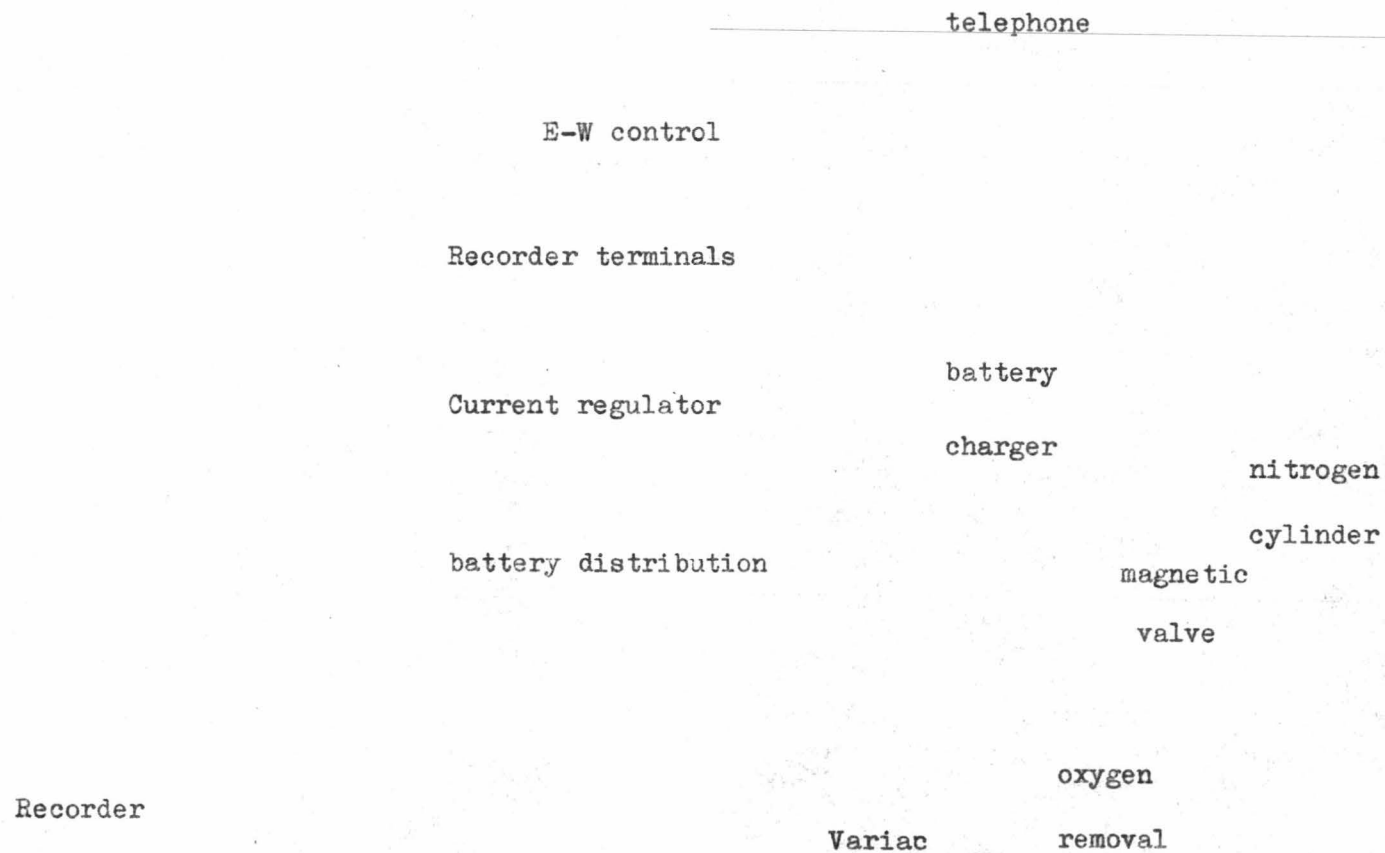 telephone
E-W control
Recorder terminals
battery
Current regulator
charger
nitrogen
cylinder
battery distribution
magnetic
valve
oxygen
Recorder
Variac
removal